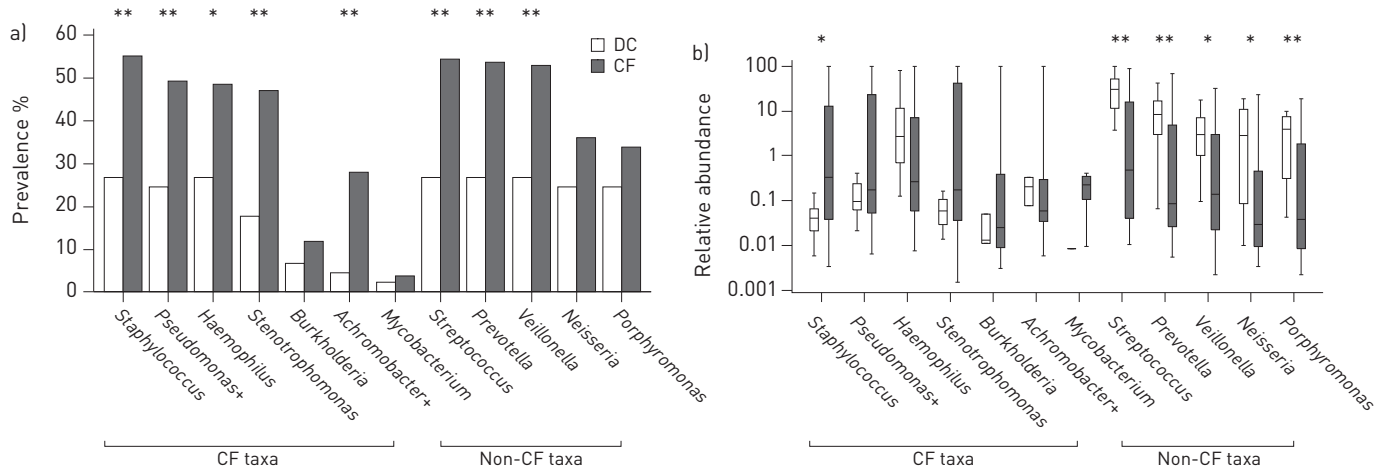 a)
** ** * ** ** ** ** **
60
50
40
30
20
10
0
Prevalence %
DC
CF
Staphylococcus
Pseudomonas+
Haemophilus
Stenotrophomonas
Burkholderia
Achromobacter+
Mycobacterium
Streptococcus
Prevotella
Veillonella
Neisseria
Porphyromonas
CF taxa
Non-CF taxa
b)
* ** ** * * **
100
10
1
0.1
0.01
0.001
Relative abundance
Staphylococcus
Pseudomonas+
Haemophilus
Stenotrophomonas
Burkholderia
Achromobacter+
Mycobacterium
Streptococcus
Prevotella
Veillonella
Neisseria
Porphyromonas
CF taxa
Non-CF taxa